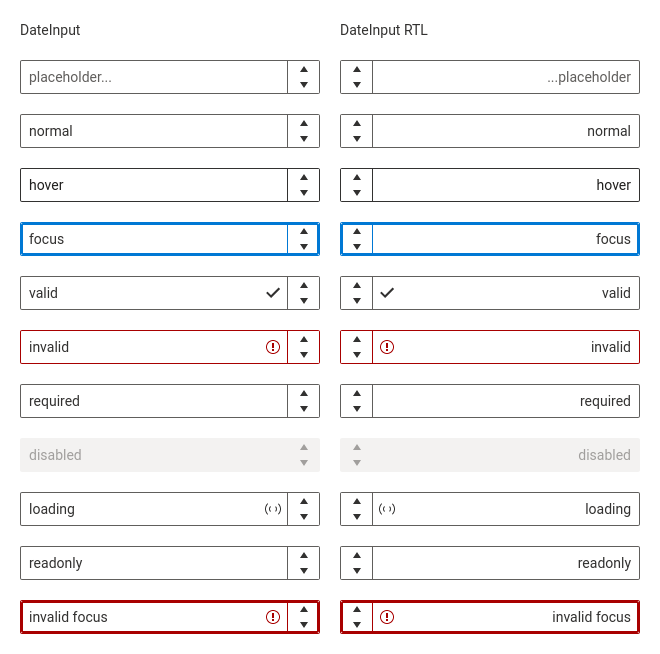 DateInput
DateInput RTL
placeholder...
...placeholder
normal
normal
hover
hover
focus
focus
valid
valid
invalid
invalid
required
required
disabled
disabled
loading
loading
readonly
readonly
invalid focus
invalid focus